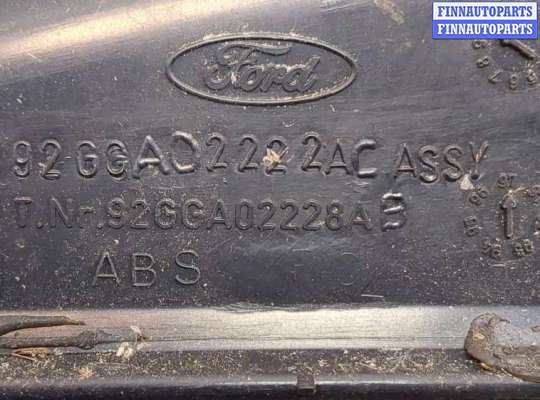 FINNAUTOPARTS
FINNAUTOPARTS
Ford
92GGA02222AC ASSY
T.Nr.92GGA02228AB
ABS